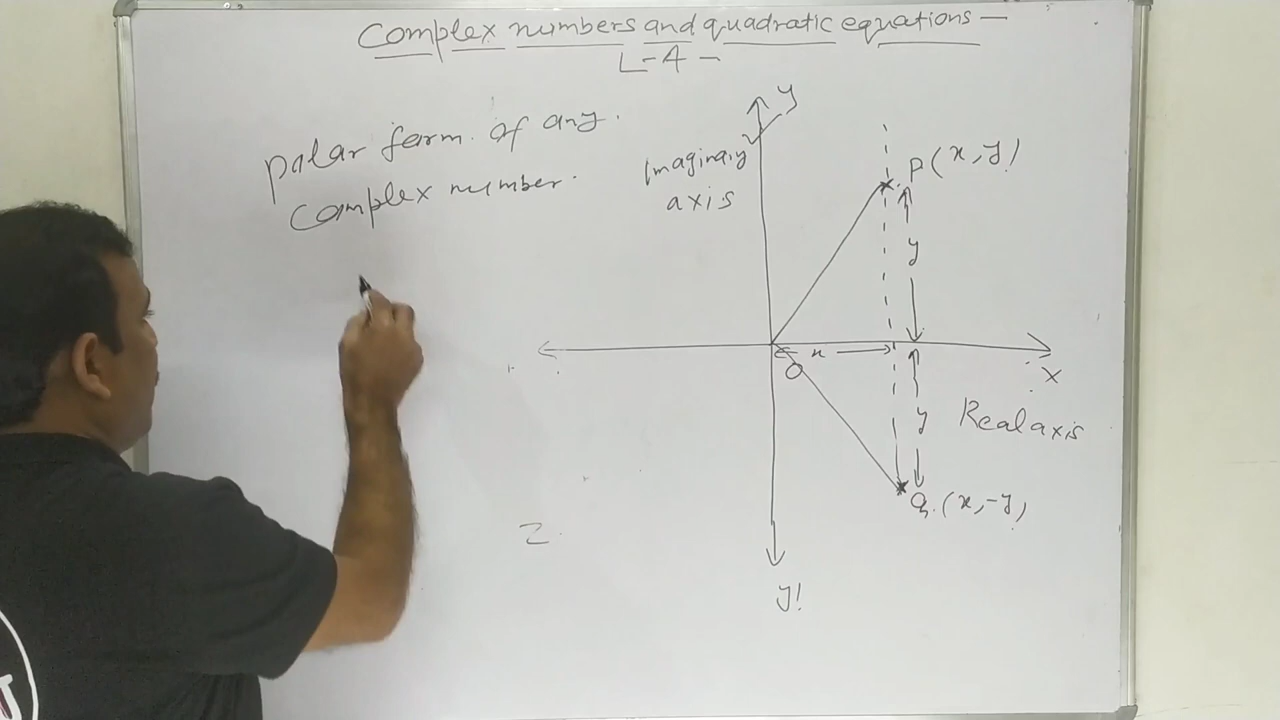 Complex numbers and quadratic equations —
L-4 —
polar form. of any.
Complex number.
y
Imaginary
axis
P(x,y)
y
x
O
X
y
Real axis
Q.(x,-y)
Z.
y!